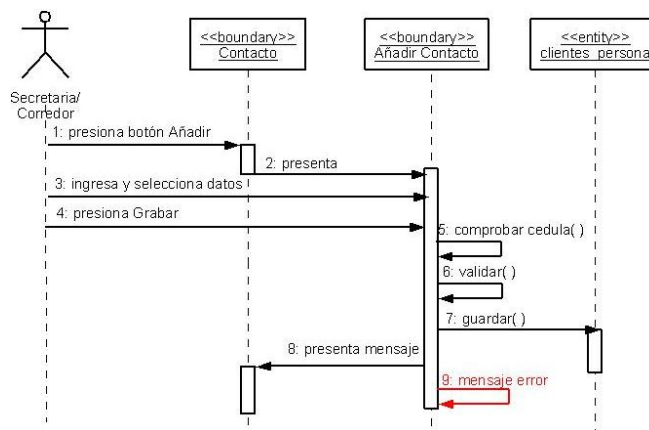 <<boundary>>
Contacto
<<boundary>>
Añadir Contacto
<<entity>>
clientes_persona
Secretaria/
Corredor
1: presiona botón Añadir
2: presenta
3: ingresa y selecciona datos
4: presiona Grabar
5: comprobar cedula( )
6: validar( )
7: guardar( )
8: presenta mensaje
9: mensaje error